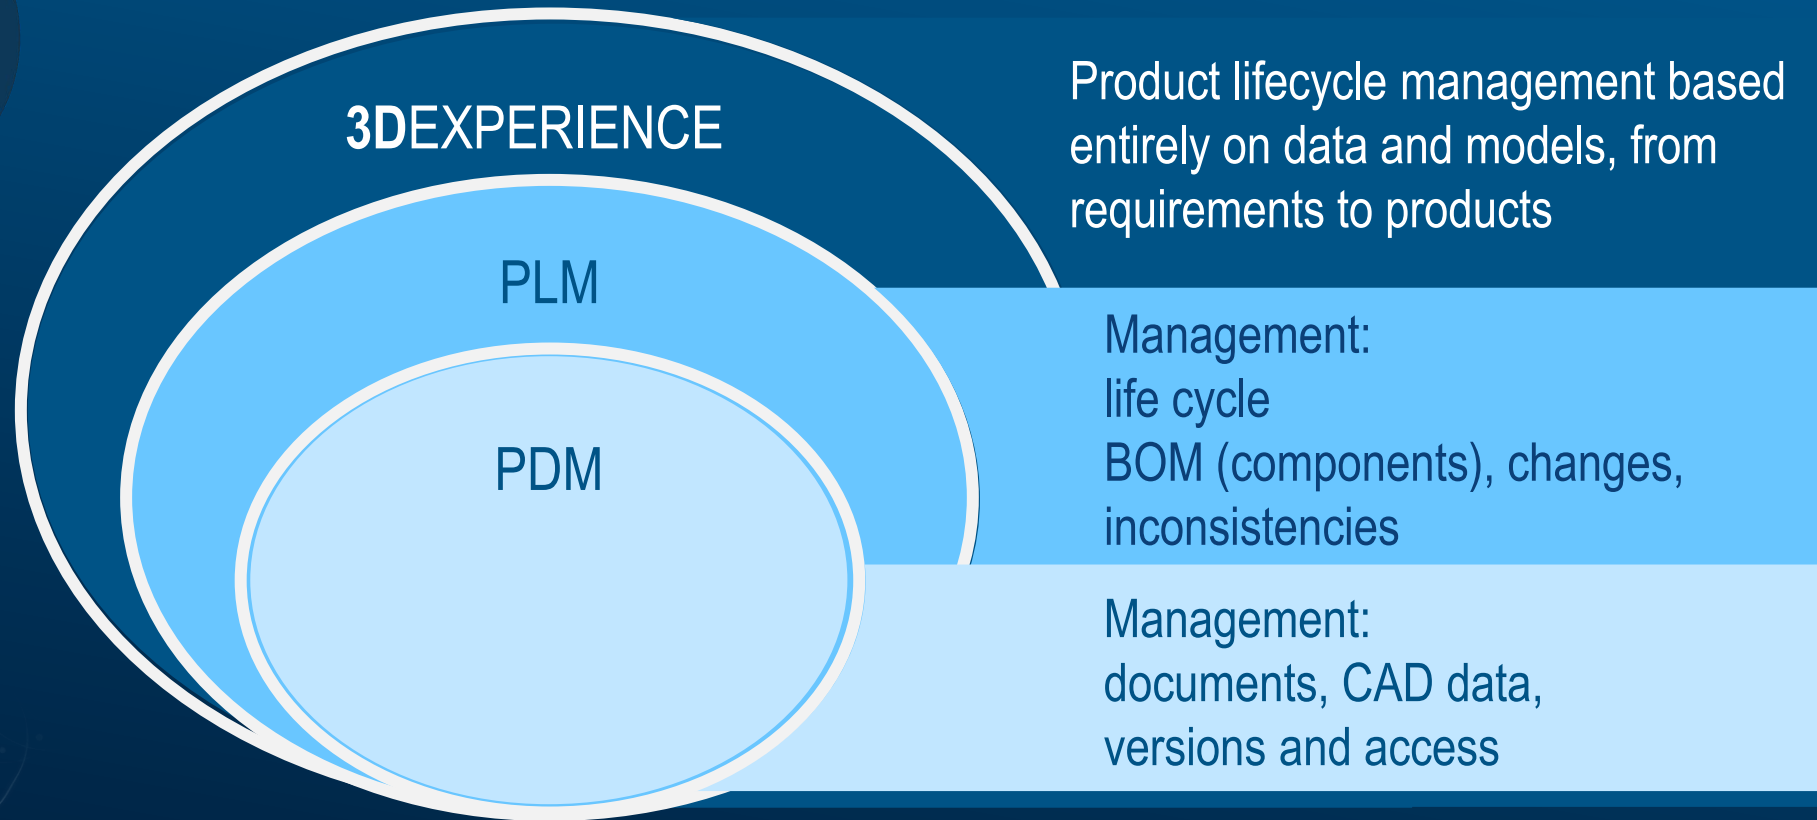 3DEXPERIENCE
Product lifecycle management based
entirely on data and models, from
requirements to products
PLM
Management:
life cycle
BOM (components), changes,
inconsistencies
PDM
Management:
documents, CAD data,
versions and access